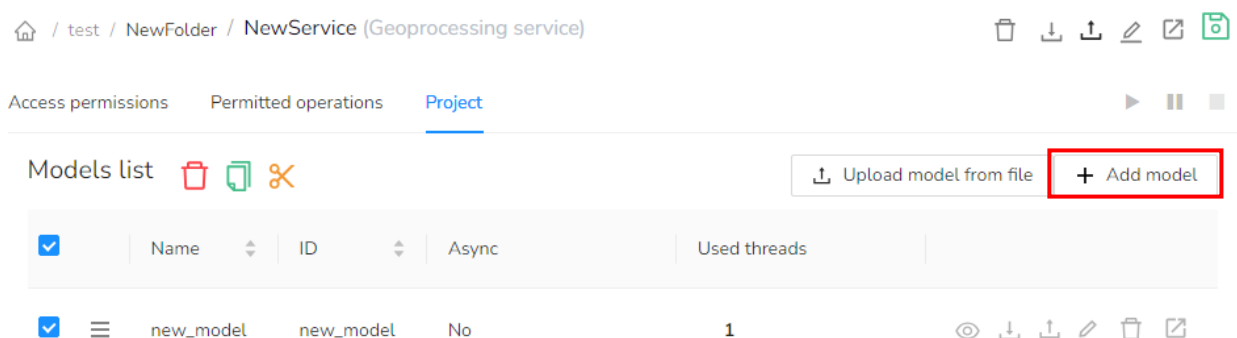 / test / NewFolder / NewService (Geoprocessing service)
Access permissions Permitted operations Project
Models list Upload model from file + Add model
Name ID Async Used threads
new_model new_model No 1